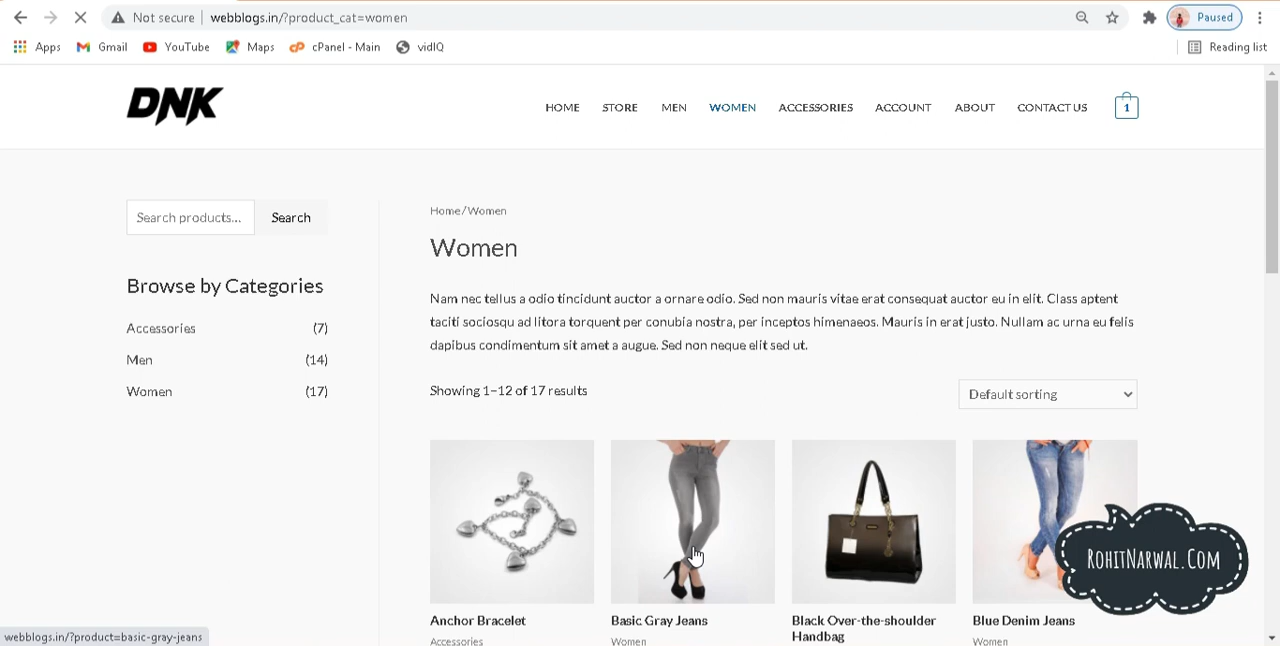 Not secure | webblogs.in/?product_cat=women
Paused
Apps
Gmail
YouTube
Maps
cPanel - Main
vidIQ
Reading list
DNK
HOME
STORE
MEN
WOMEN
ACCESSORIES
ACCOUNT
ABOUT
CONTACT US
1
Search products...
Search
Browse by Categories
Accessories (7)
Men (14)
Women (17)
Home/Women
Women
Nam nec tellus a odio tincidunt auctor a ornare odio. Sed non mauris vitae erat consequat auctor eu in elit. Class aptent
taciti sociosqu ad litora torquent per conubia nostra, per inceptos himenaeos. Mauris in erat justo. Nullam ac urna eu felis
dapibus condimentum sit amet a augue. Sed non neque elit sed ut.
Showing 1–12 of 17 results
Default sorting
Anchor Bracelet
Accessories
Basic Gray Jeans
Women
Black Over-the-shoulder
Handbag
Blue Denim Jeans
Women
RohitNarwal.Com
webblogs.in/?product=basic-gray-jeans